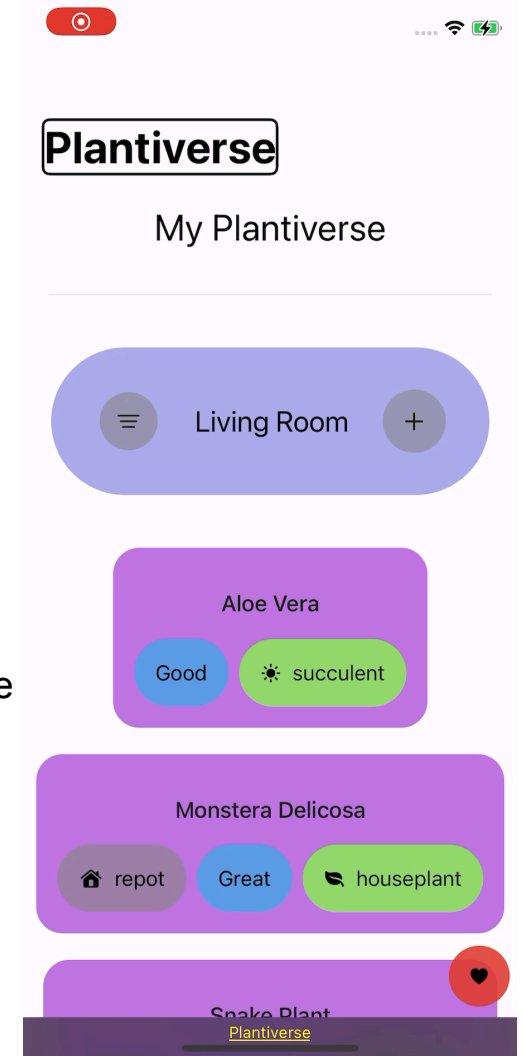 Plantiverse
My Plantiverse
Living Room
Aloe Vera
Good succulent
e
Monstera Delicosa
repot Great houseplant
Snake Plant
Plantiverse